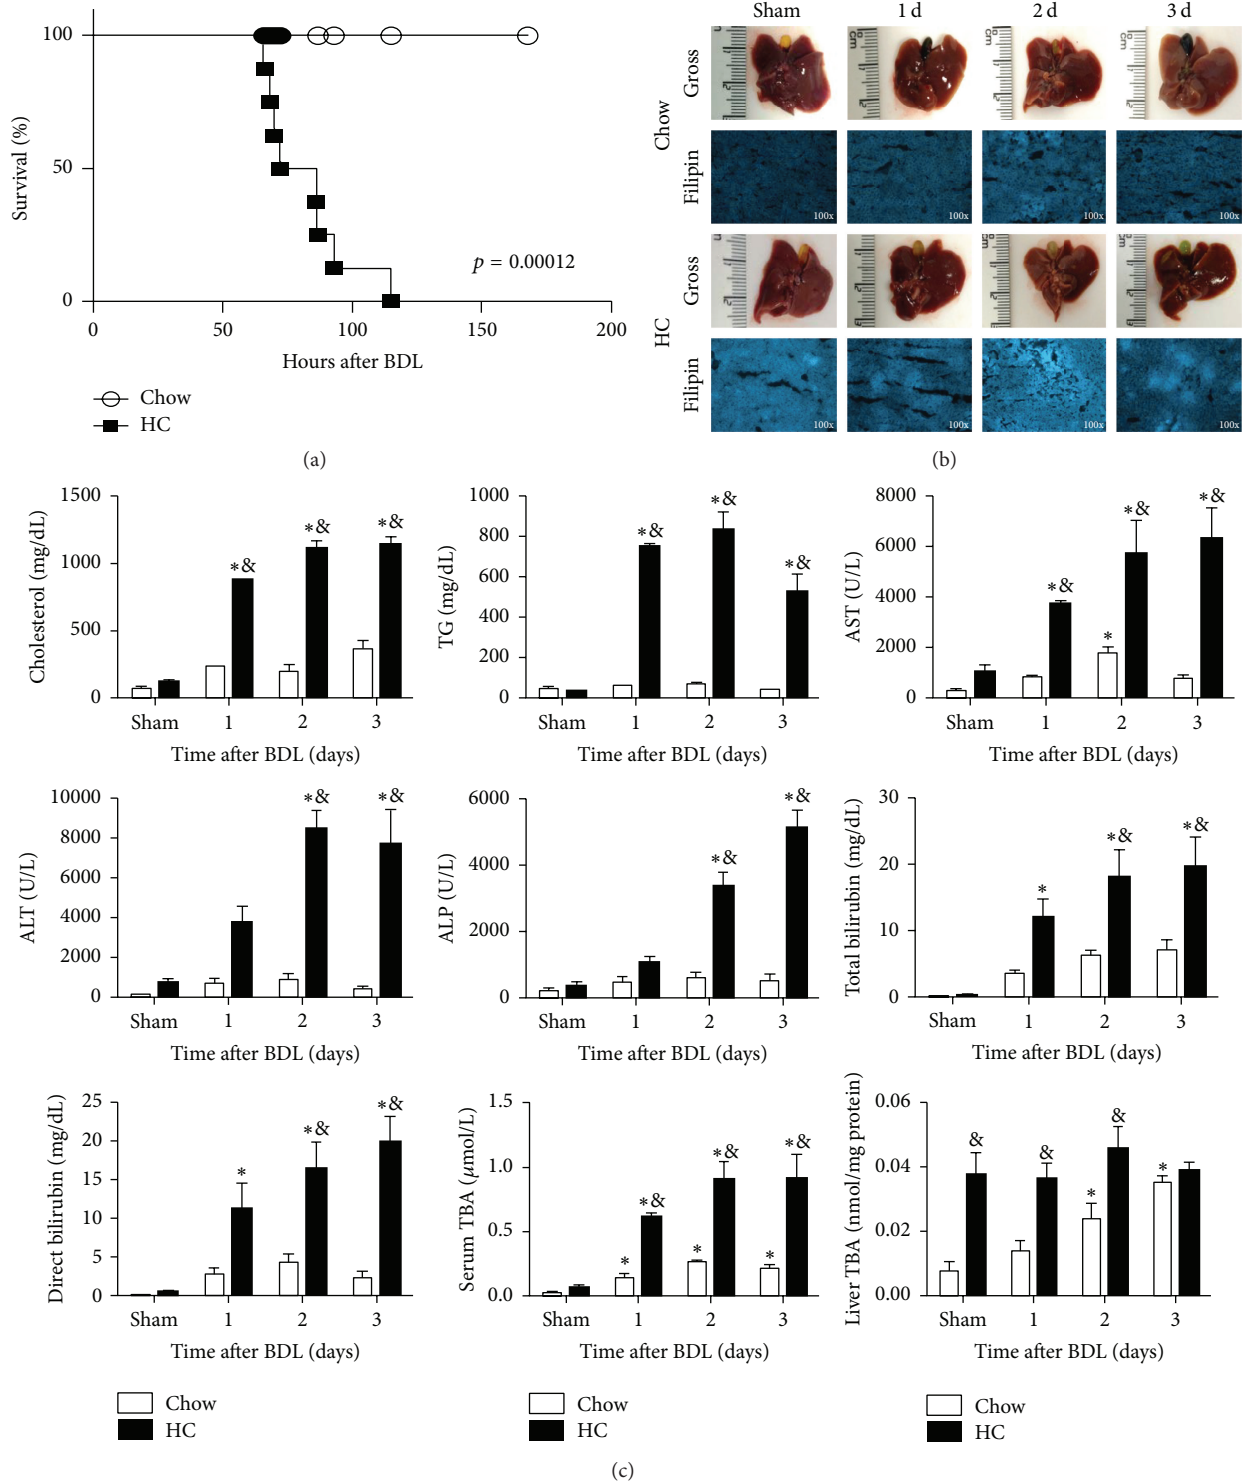 Survival (%)
100
50
0
0 50 100 150 200
p = 0.00012
Hours after BDL
Chow
HC
(a)
Sham 1 d 2 d 3 d
Chow
Gross
Filipin
100x 100x 100x 100x
HC
Gross
Filipin
100x 100x 100x 100x
(b)
Cholesterol (mg/dL)
1500
1000
500
0
*& *& *&
Sham 1 2 3
Time after BDL (days)
TG (mg/dL)
1000
800
600
400
200
0
*& *& *&
Sham 1 2 3
Time after BDL (days)
AST (U/L)
8000
6000
4000
2000
0
*& * *& *&
Sham 1 2 3
Time after BDL (days)
ALT (U/L)
10000
8000
6000
4000
2000
0
*& *&
Sham 1 2 3
Time after BDL (days)
ALP (U/L)
6000
4000
2000
0
*& *&
Sham 1 2 3
Time after BDL (days)
Total bilirubin (mg/dL)
30
20
10
0
* *& *&
Sham 1 2 3
Time after BDL (days)
Direct bilirubin (mg/dL)
25
20
15
10
5
0
* *& *&
Sham 1 2 3
Time after BDL (days)
Serum TBA (μmol/L)
1.5
1.0
0.5
0.0
* *& * *& * *&
Sham 1 2 3
Time after BDL (days)
Liver TBA (nmol/mg protein)
0.06
0.04
0.02
0.00
& & * & *
Sham 1 2 3
Time after BDL (days)
Chow
HC
Chow
HC
Chow
HC
(c)